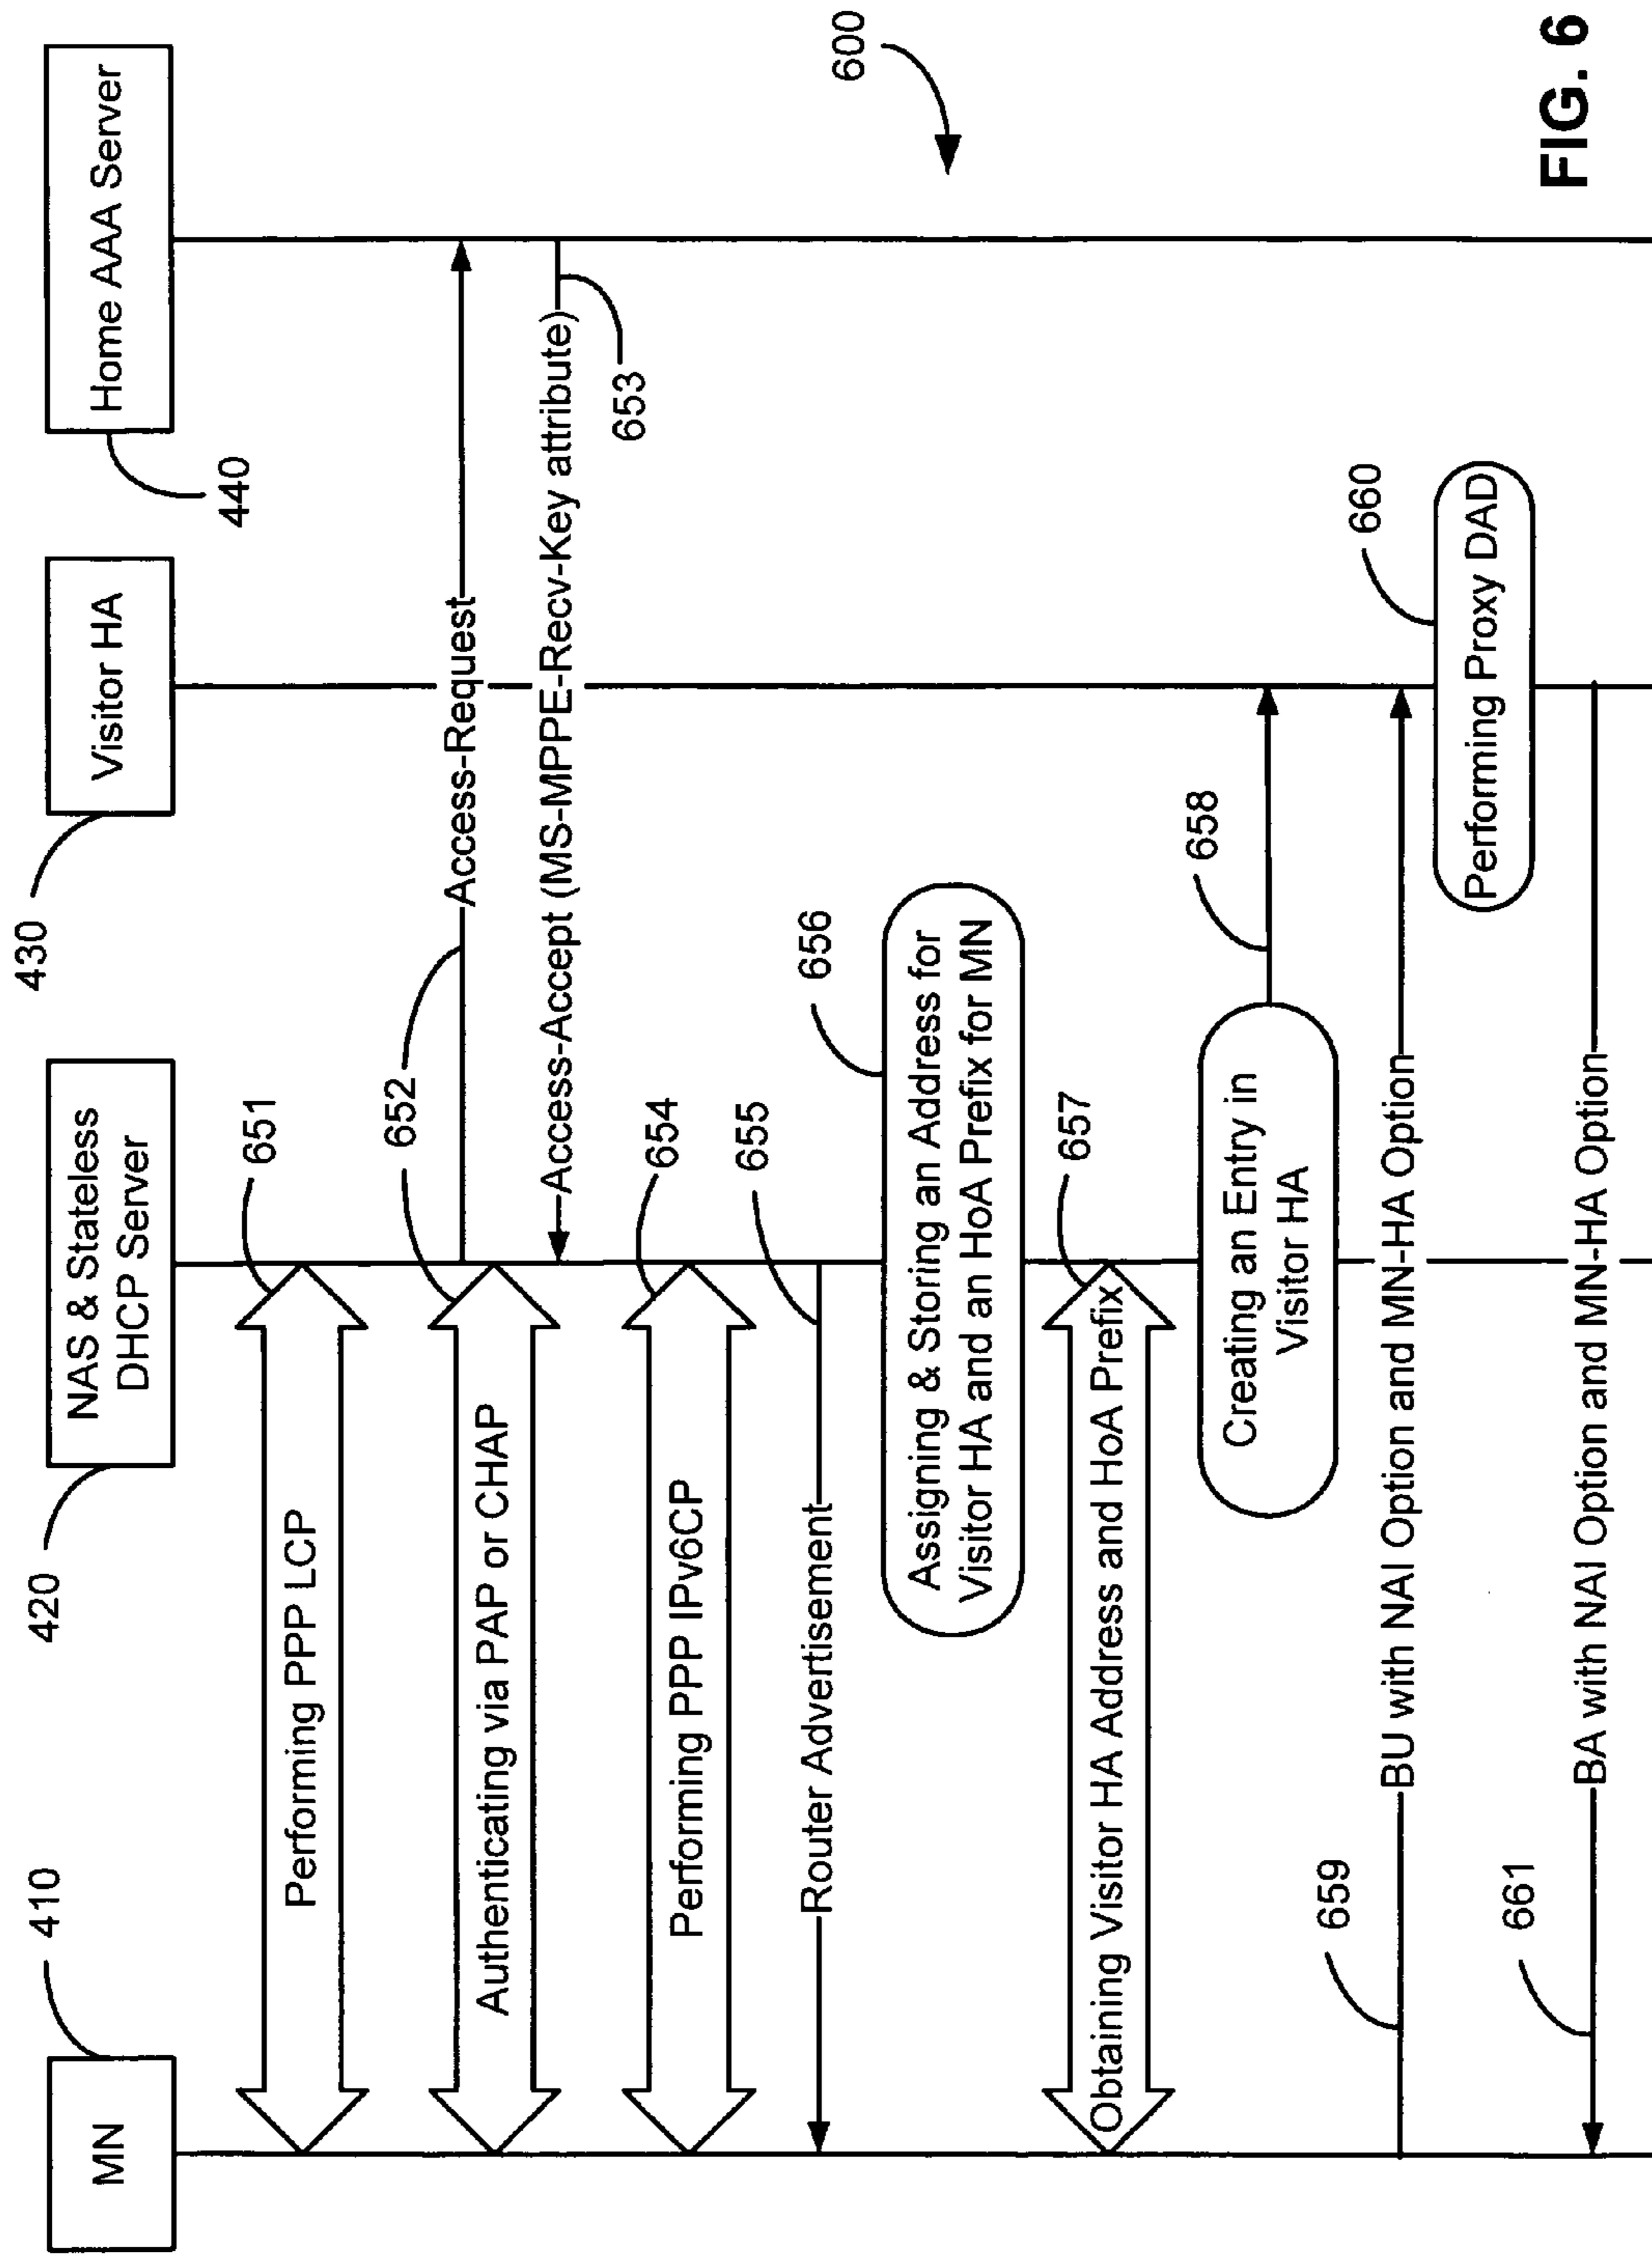 MN
410
NAS & Stateless
DHCP Server
420
Visitor HA
430
Home AAA Server
440
Performing PPP LCP
651
Authenticating via PAP or CHAP
652
Access-Request
Access-Accept (MS-MPPE-Recv-Key attribute)
653
Performing PPP IPv6CP
654
Router Advertisement
655
Assigning & Storing an Address for
Visitor HA and an HoA Prefix for MN
656
Obtaining Visitor HA Address and HoA Prefix
657
Creating an Entry in
Visitor HA
658
BU with NAI Option and MN-HA Option
659
Performing Proxy DAD
660
BA with NAI Option and MN-HA Option
661
600
FIG. 6